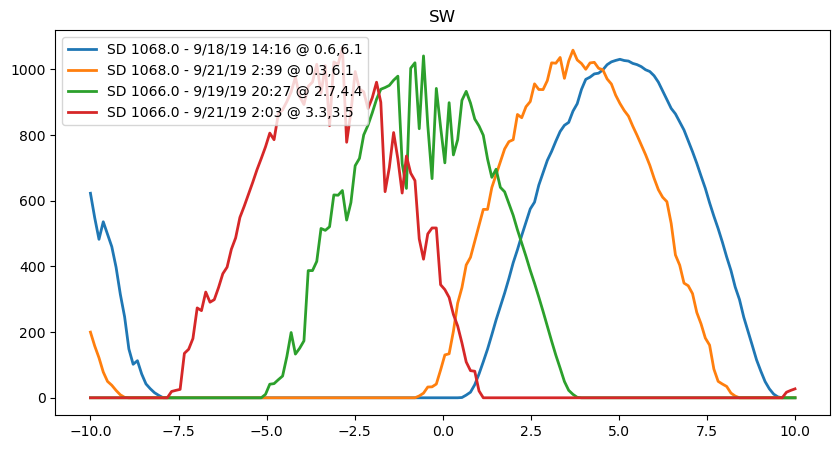 SW
SD 1068.0 - 9/18/19 14:16 @ 0.6,6.1
SD 1068.0 - 9/21/19 2:39 @ 0.3,6.1
SD 1066.0 - 9/19/19 20:27 @ 2.7,4.4
SD 1066.0 - 9/21/19 2:03 @ 3.3,3.5
1000
800
600
400
200
0
−10.0 −7.5 −5.0 −2.5 0.0 2.5 5.0 7.5 10.0